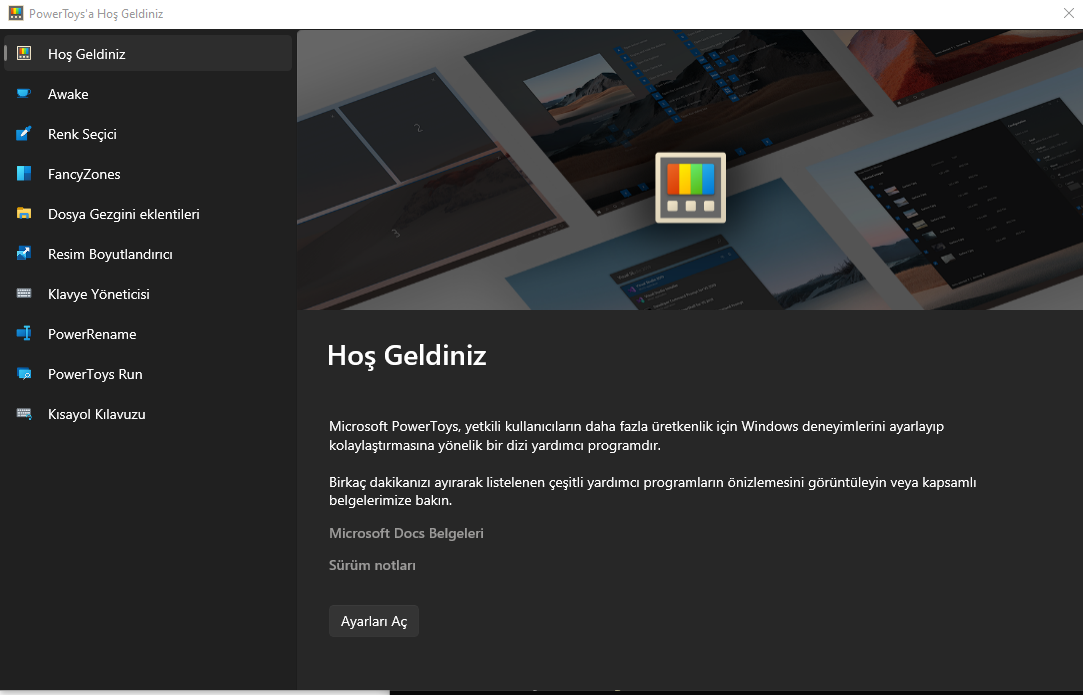 PowerToys'a Hoş Geldiniz
Hoş Geldiniz
Awake
Renk Seçici
FancyZones
Dosya Gezgini eklentileri
Resim Boyutlandırıcı
Klavye Yöneticisi
PowerRename
PowerToys Run
Kısayol Kılavuzu
2
3
Hoş Geldiniz
Microsoft PowerToys, yetkili kullanıcıların daha fazla üretkenlik için Windows deneyimlerini ayarlayıp
kolaylaştırmasına yönelik bir dizi yardımcı programdır.
Birkaç dakikanızı ayırarak listelenen çeşitli yardımcı programların önizlemesini görüntüleyin veya kapsamlı
belgelerimize bakın.
Microsoft Docs Belgeleri
Sürüm notları
Ayarları Aç